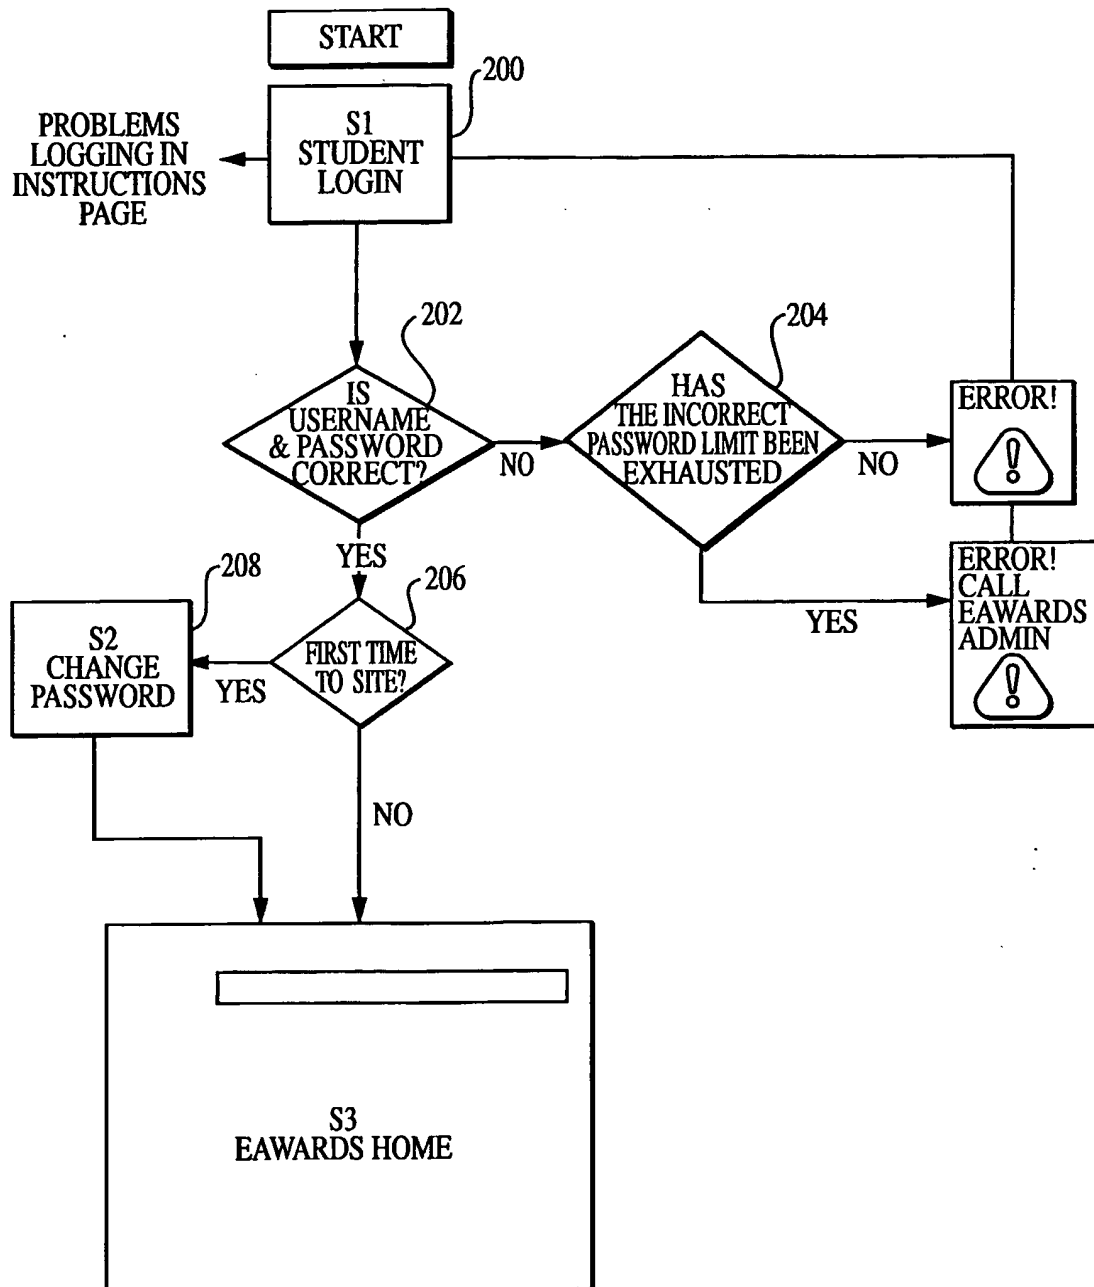 START
200
S1
STUDENT
LOGIN
PROBLEMS
LOGGING IN
INSTRUCTIONS
PAGE
202
IS
USERNAME
& PASSWORD
CORRECT?
NO
204
HAS
THE INCORRECT
PASSWORD LIMIT BEEN
EXHAUSTED
NO
ERROR!
!
YES
ERROR!
CALL
EAWARDS
ADMIN
!
YES
206
FIRST TIME
TO SITE?
YES
208
S2
CHANGE
PASSWORD
NO
S3
EAWARDS HOME